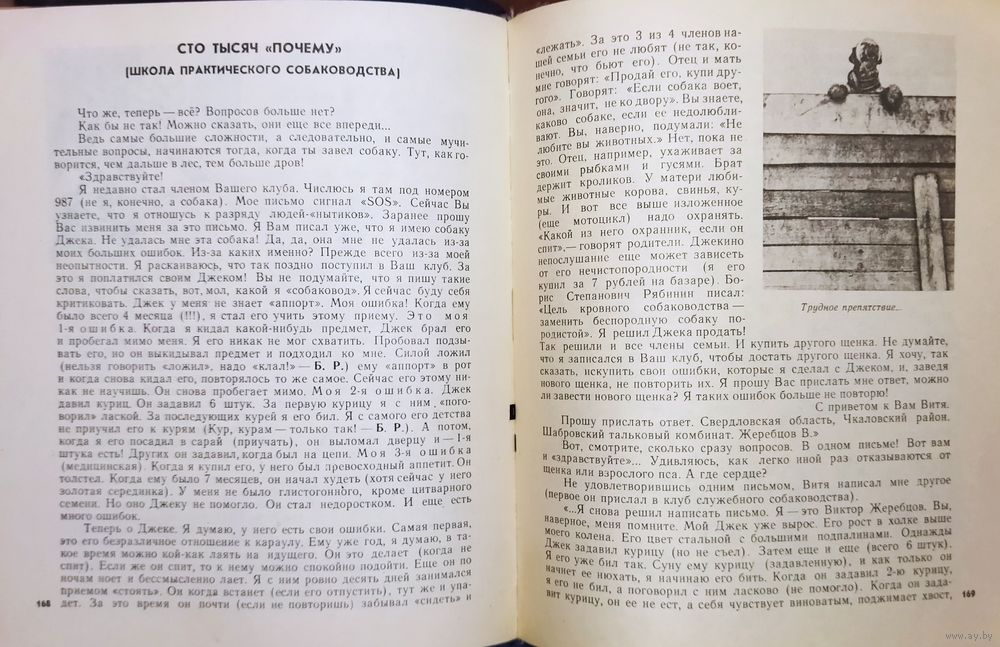 СТО ТЫСЯЧ «ПОЧЕМУ»
[ШКОЛА ПРАКТИЧЕСКОГО СОБАКОВОДСТВА]
Что же, теперь — всё? Вопросов больше нет?
Как бы не так! Можно сказать, они еще все впереди...
Ведь самые большие сложности, а следовательно, и самые мучи-
тельные вопросы, начинаются тогда, когда ты завел собаку. Тут, как го-
ворится, чем дальше в лес, тем больше дров!
«Здравствуйте!
Я недавно стал членом Вашего клуба. Числюсь я там под номером
987 (не я, конечно, а собака). Мое письмо сигнал «SOS». Сейчас Вы
узнаете, что я отношусь к разряду людей-«нытиков». Заранее прошу
Вас извинить меня за это письмо. Я Вам писал уже, что я имею собаку
Джека. Не удалась мне эта собака! Да, да, она мне не удалась из-за
моих больших ошибок. Из-за каких именно? Прежде всего из-за моей
неопытности. Я раскаиваюсь, что так поздно поступил в Ваш клуб. За
это я поплатился своим Джеком! Вы не подумайте, что я пишу такие
слова, чтобы сказать, вот, мол, какой я «собаковод». Я сейчас буду себя
критиковать. Джек у меня не знает «аппорт». Моя ошибка! Когда ему
было всего 4 месяца (!!!), я стал его учить этому приему. Это моя
1-я ошибка. Когда я кидал какой-нибудь предмет, Джек брал его
и пробегал мимо меня. Я его никак не мог схватить. Пробовал подзы-
вать его, но он выкидывал предмет и подходил ко мне. Силой ложил
(нельзя говорить «ложил», надо «клал!» — Б. Р.) ему «аппорт» в рот
и когда снова кидал его, повторялось то же самое. Сейчас его этому ни-
как не научишь. Он снова пробегает мимо. Моя 2-я ошибка. Джек
давил куриц. Он задавил 6 штук. За первую курицу я с ним «пого-
ворил» лаской. За последующих курей я его бил. Я с самого его детства
не приучил его к курям (Кур, курам — только так! — Б. Р.). А потом,
когда я его посадил в сарай (приучать), он выломал дверцу и — 1-я
штука есть! Других он задавил, когда был на цепи. Моя 3-я ошибка
(медицинская). Когда я купил его, у него был превосходный аппетит. Он
толстел. Когда ему было 7 месяцев, он начал худеть (хотя сейчас у него
золотая серединка). У меня не было глистогонного, кроме цитварного
семени. Но оно Джеку не помогло. Он стал недоростком. И еще есть
много ошибок.
Теперь о Джеке. Я думаю, у него есть свои ошибки. Самая первая,
это его безразличное отношение к караулу. Ему уже год, я думаю, в та-
кое время можно кой-как лаять на идущего. Он это делает (когда не
спит). Если же он спит, то к нему можно спокойно подойти. Еще он по
ночам ноет и бессмысленно лает. Я с ним ровно десять дней занимался
приемом «стоять». Он когда встает (если его отпустить), тут же и упа-
дет. За это время он почти (если не повторишь) забывал «сидеть» и
168
«лежать». За это 3 из 4 членов на-
шей семьи его не любят (не так, ко-
нечно, что бьют его). Отец и мать
мне говорят: «Продай его, купи дру-
гого». Говорят: «Если собака воет,
она, значит, не ко двору». Вы знаете,
каково собаке, если ее недолюбли-
вают. Вы, наверно, подумали: «Не
любите вы животных.» Нет, пока не
это. Отец, например, ухаживает за
своими рыбками и гусями. Брат
держит кроликов. У матери люби-
мые животные корова, свинья, ку-
ры. И вот все выше изложенное
(еще мотоцикл) надо охранять.
«Какой из него охранник, если он
спит», — говорят родители. Джекино
непослушание еще может зависеть
от его нечистопородности (я его
купил за 7 рублей на базаре). Бо-
рис Степанович Рябинин писал:
«Цель кровного собаководства —
заменить беспородную собаку по-
родистой». Я решил Джека продать!
Так решили и все члены семьи. И купить другого щенка. Не думайте,
что я записался в Ваш клуб, чтобы достать другого щенка. Я хочу, так
сказать, искупить свои ошибки, которые я сделал с Джеком, и, заведя
нового щенка, не повторить их. Я прошу Вас прислать мне ответ, можно
ли завести нового щенка? Я таких ошибок больше не повторю!
С приветом к Вам Витя.
Прошу прислать ответ. Свердловская область, Чкаловский район.
Шабровский тальковый комбинат. Жеребцов В.»
Вот, смотрите, сколько сразу вопросов. В одном письме! Вот вам
и «здравствуйте»... Удивляюсь, как легко иной раз отказываются от
щенка или взрослого пса. А где сердце?
Не удовлетворившись одним письмом, Витя написал мне другое
(первое он прислал в клуб служебного собаководства).
«...Я снова решил написать письмо. Я — это Виктор Жеребцов. Вы,
наверное, меня помните. Мой Джек уже вырос. Его рост в холке выше
моего колена. Его цвет стальной с большими подпалинами. Однажды
Джек задавил курицу (но не съел). Затем еще и еще (всего 6 штук).
Я его уже бил так. Суну ему курицу (задавленную), и как только он
начнет ее нюхать, я начинаю его бить. Когда он задавил 2-ю курицу,
я его не бил, а поговорил с ним ласково (не помогло). Когда он зада-
вит курицу, он ее не ест, а себя чувствует виноватым, поджимает хвост,
169
Трудное препятствие...
www.ay.by